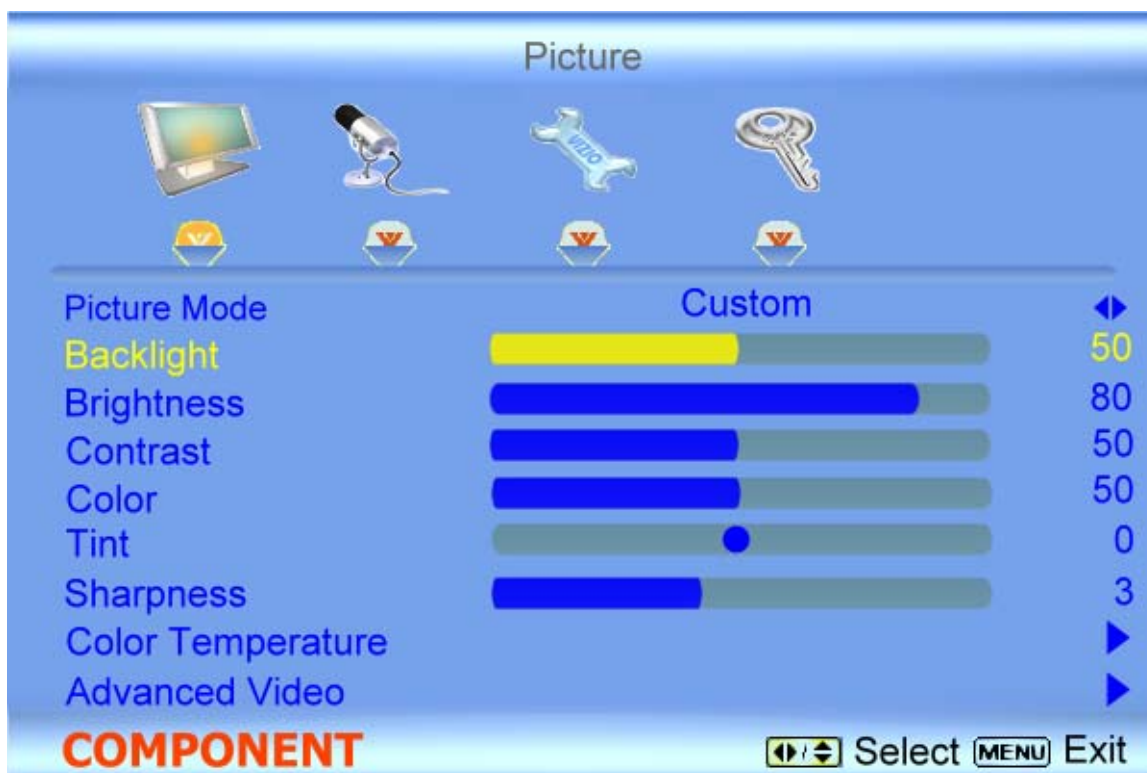 Picture
VIZIO
Picture Mode Custom
Backlight 50
Brightness 80
Contrast 50
Color 50
Tint 0
Sharpness 3
Color Temperature
Advanced Video
COMPONENT Select MENU Exit